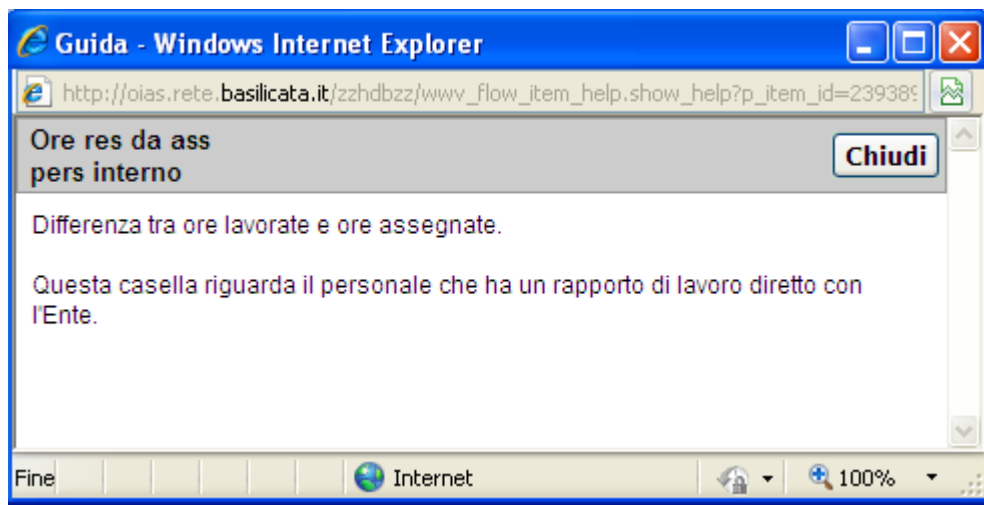 Guida - Windows Internet Explorer
http://oias.rete.basilicata.it/zzhdbzz/wwv_flow_item_help.show_help?p_item_id=239389
Ore res da ass
pers interno
Chiudi
Differenza tra ore lavorate e ore assegnate.
Questa casella riguarda il personale che ha un rapporto di lavoro diretto con
l'Ente.
Fine
Internet
100%